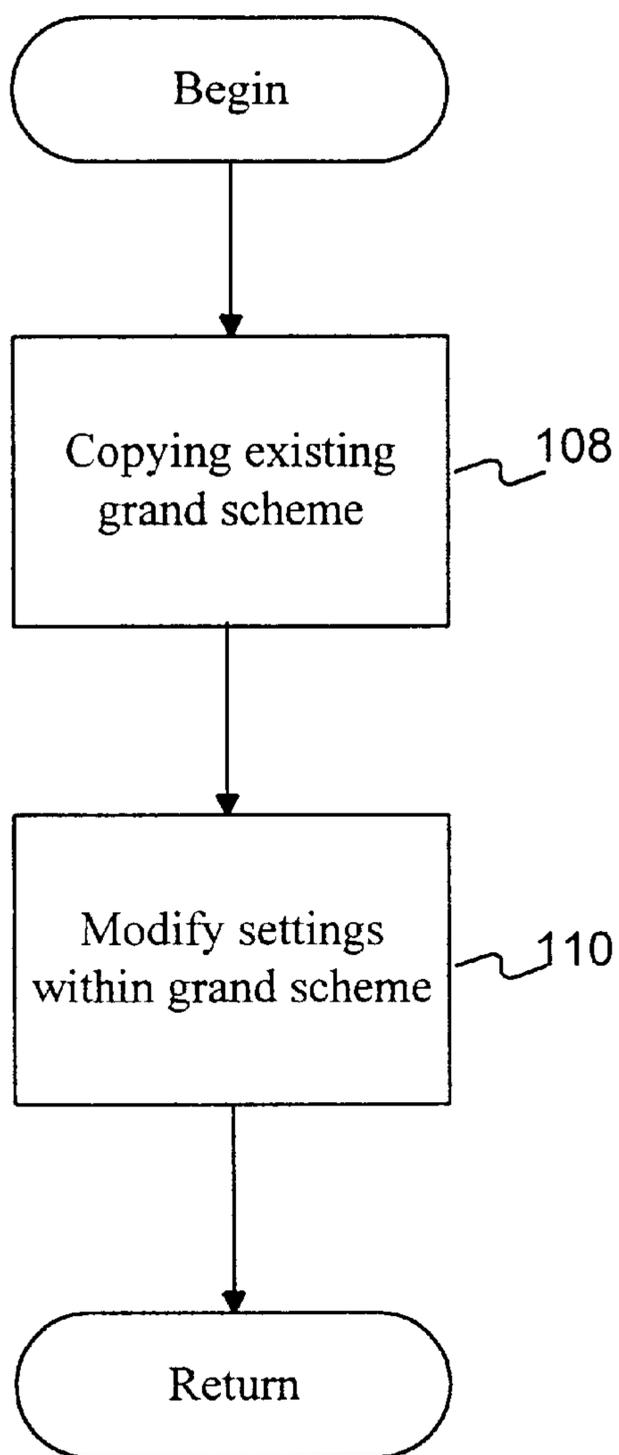 Begin
Copying existing
grand scheme
108
Modify settings
within grand scheme
110
Return